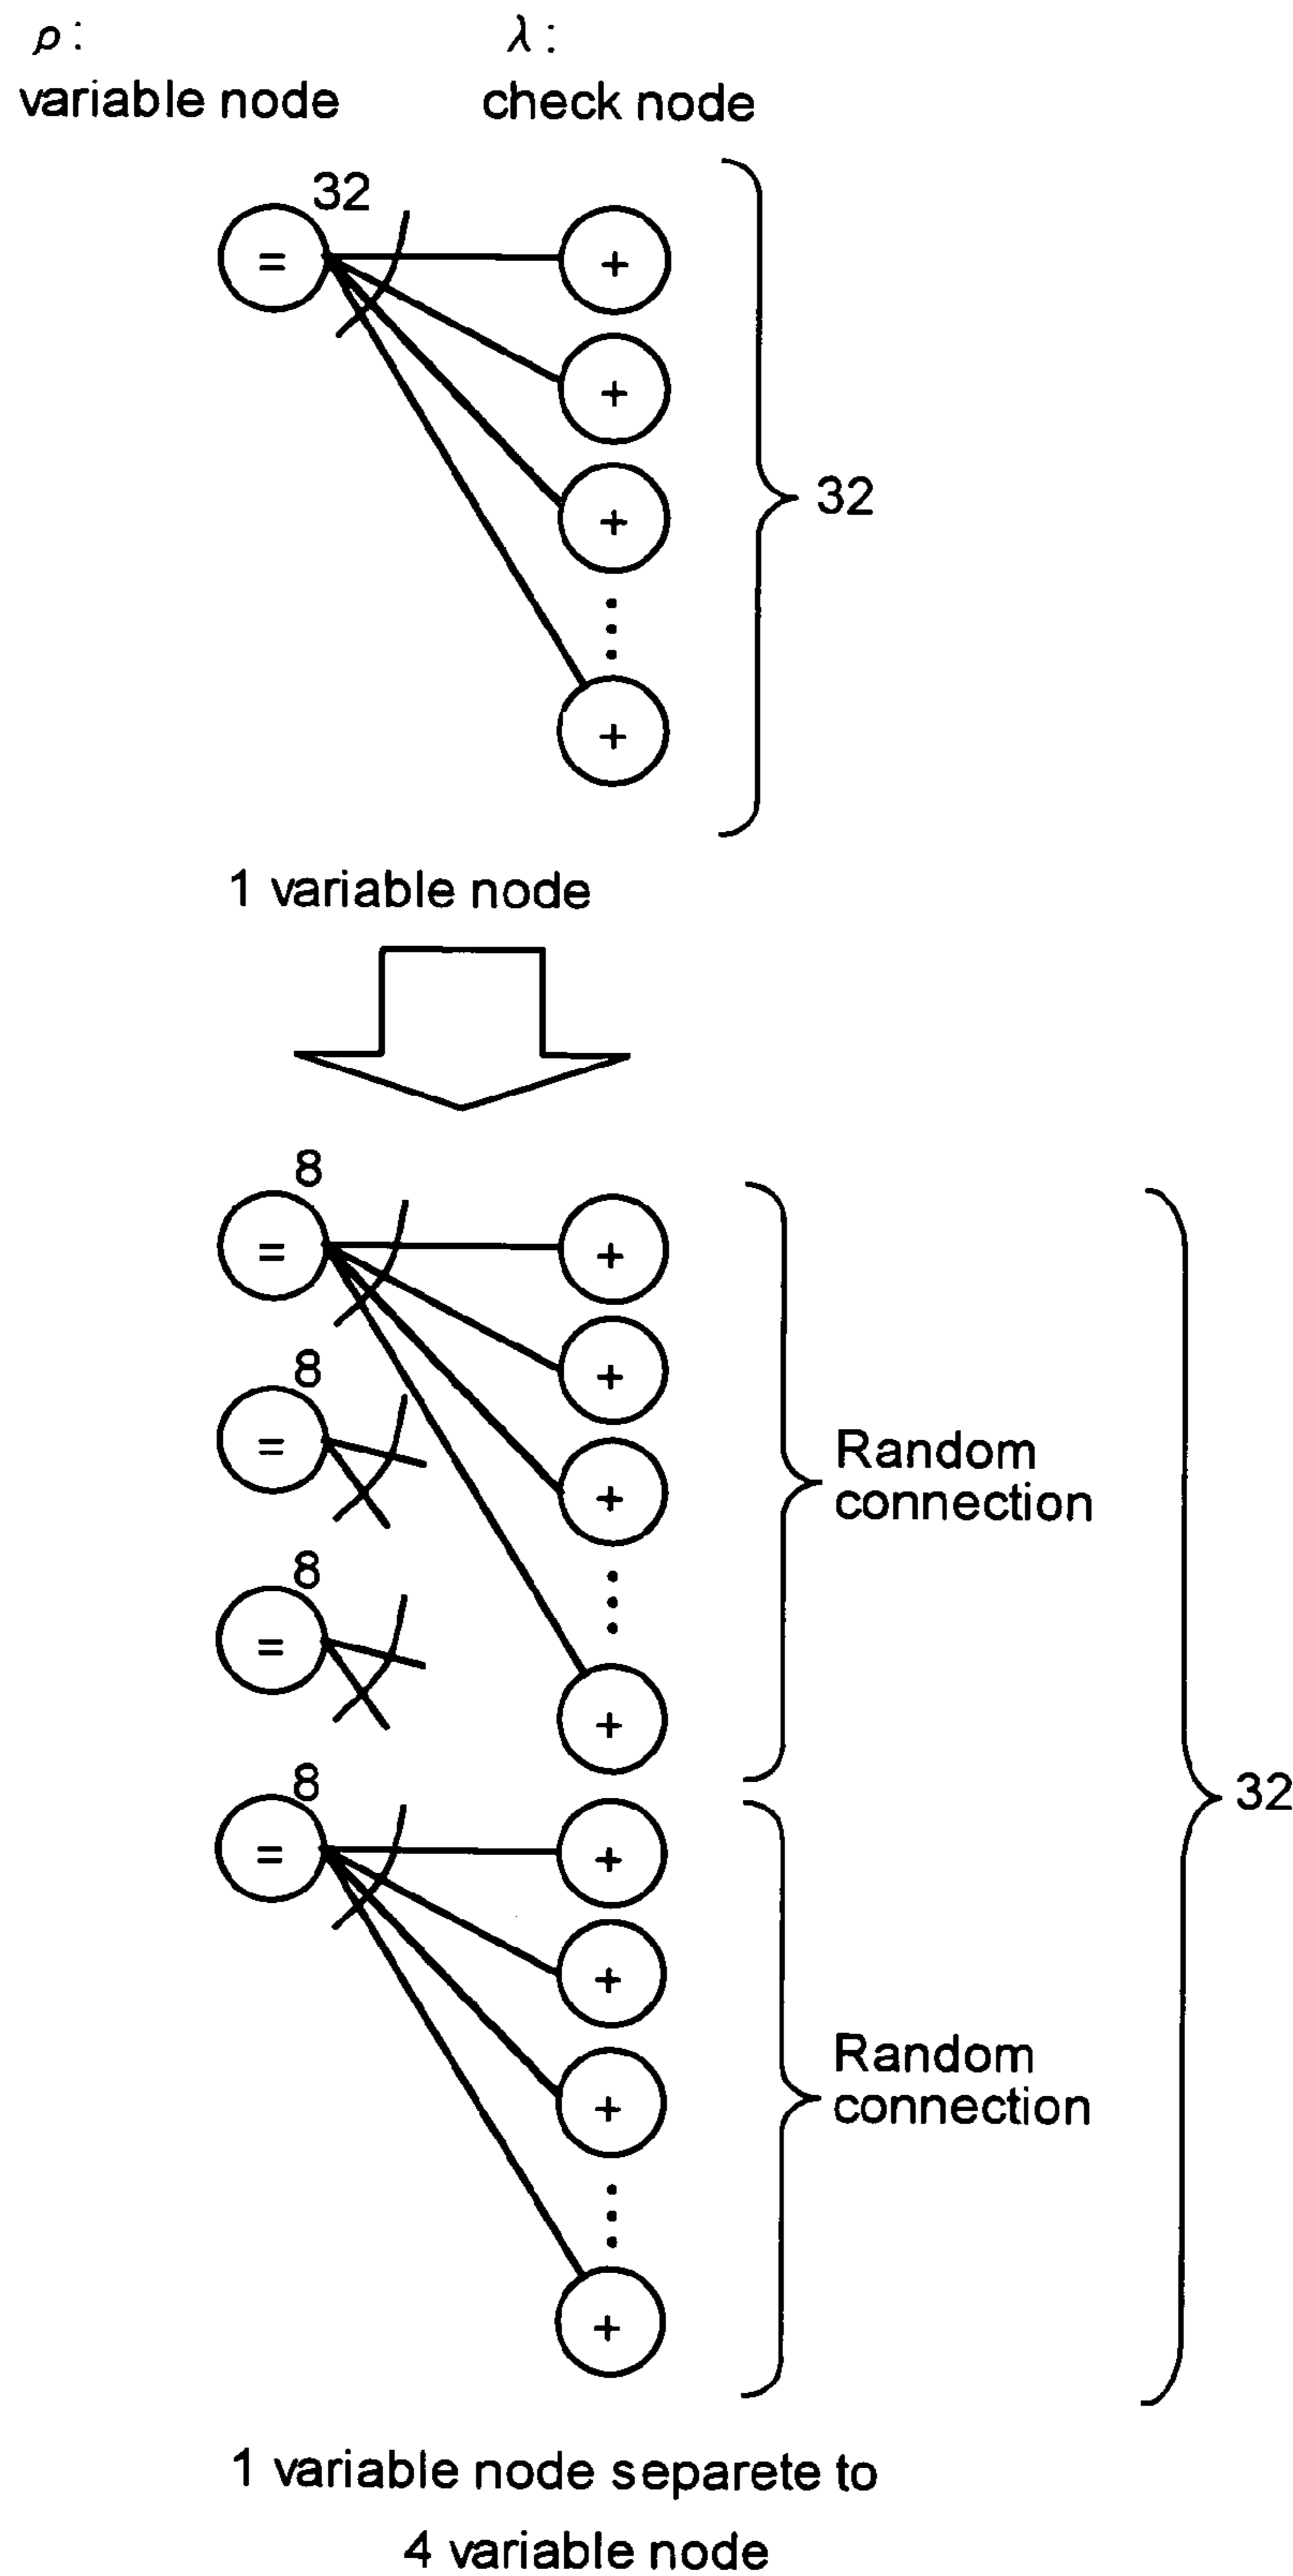 ρ: λ:
variable node check node
32
=
+
+
+
32
+
1 variable node
8
=
+
8
+
=
+
Random
connection
8
=
+
32
8
=
+
+
+
Random
connection
+
1 variable node separete to
4 variable node